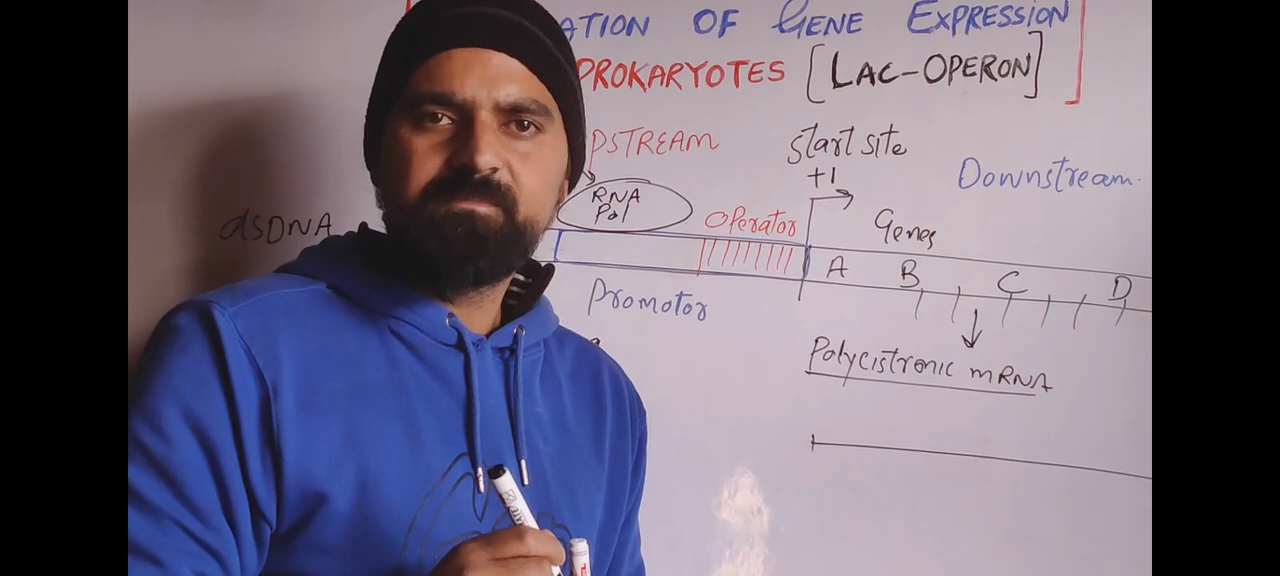 ATION OF GENE EXPRESSION
PROKARYOTES [LAC-OPERON]
PSTREAM
start site
+1
Downstream.
RNA
Pol
dsDNA
Operator
Genes
A B C D
Promotor
Polycistronic mRNA